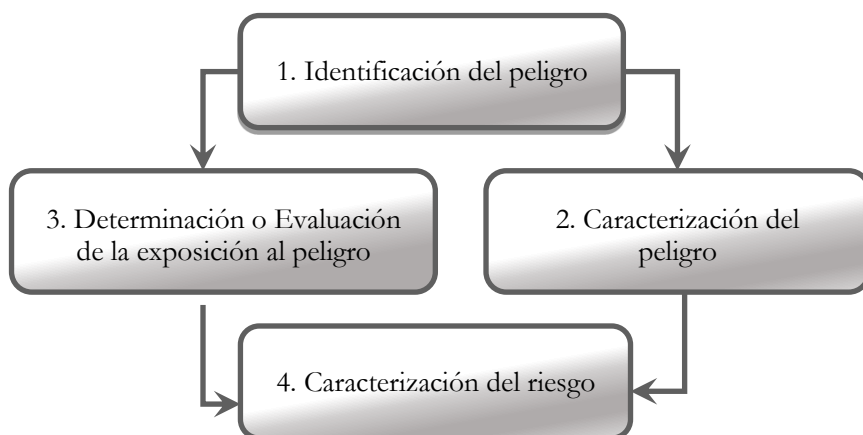 1. Identificación del peligro
3. Determinación o Evaluación
de la exposición al peligro
2. Caracterización del
peligro
4. Caracterización del riesgo